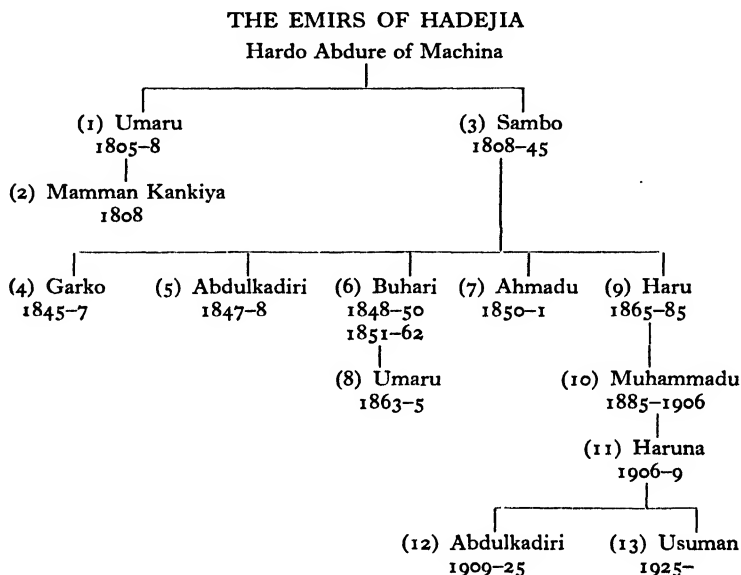 THE EMIRS OF HADEJIA
Hardo Abdure of Machina
(1) Umaru (3) Sambo
1805–8 1808–45
(2) Mamman Kankiya
1808
(4) Garko (5) Abdulkadiri (6) Buhari (7) Ahmadu (9) Haru
1845–7 1847–8 1848–50 1850–1 1865–85
1851–62
(8) Umaru (10) Muhammadu
1863–5 1885–1906
(11) Haruna
1906–9
(12) Abdulkadiri (13) Usuman
1909–25 1925–